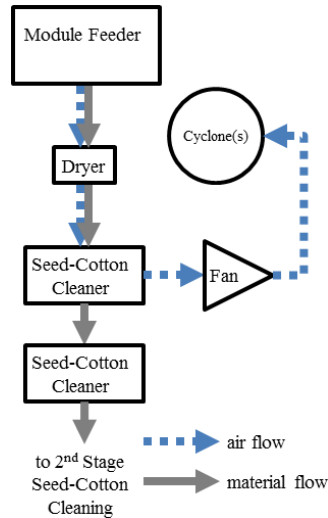 Module Feeder
Cyclone(s)
Dryer
Seed-Cotton
Cleaner
Fan
Seed-Cotton
Cleaner
air flow
to 2nd Stage
Seed-Cotton
Cleaning
material flow